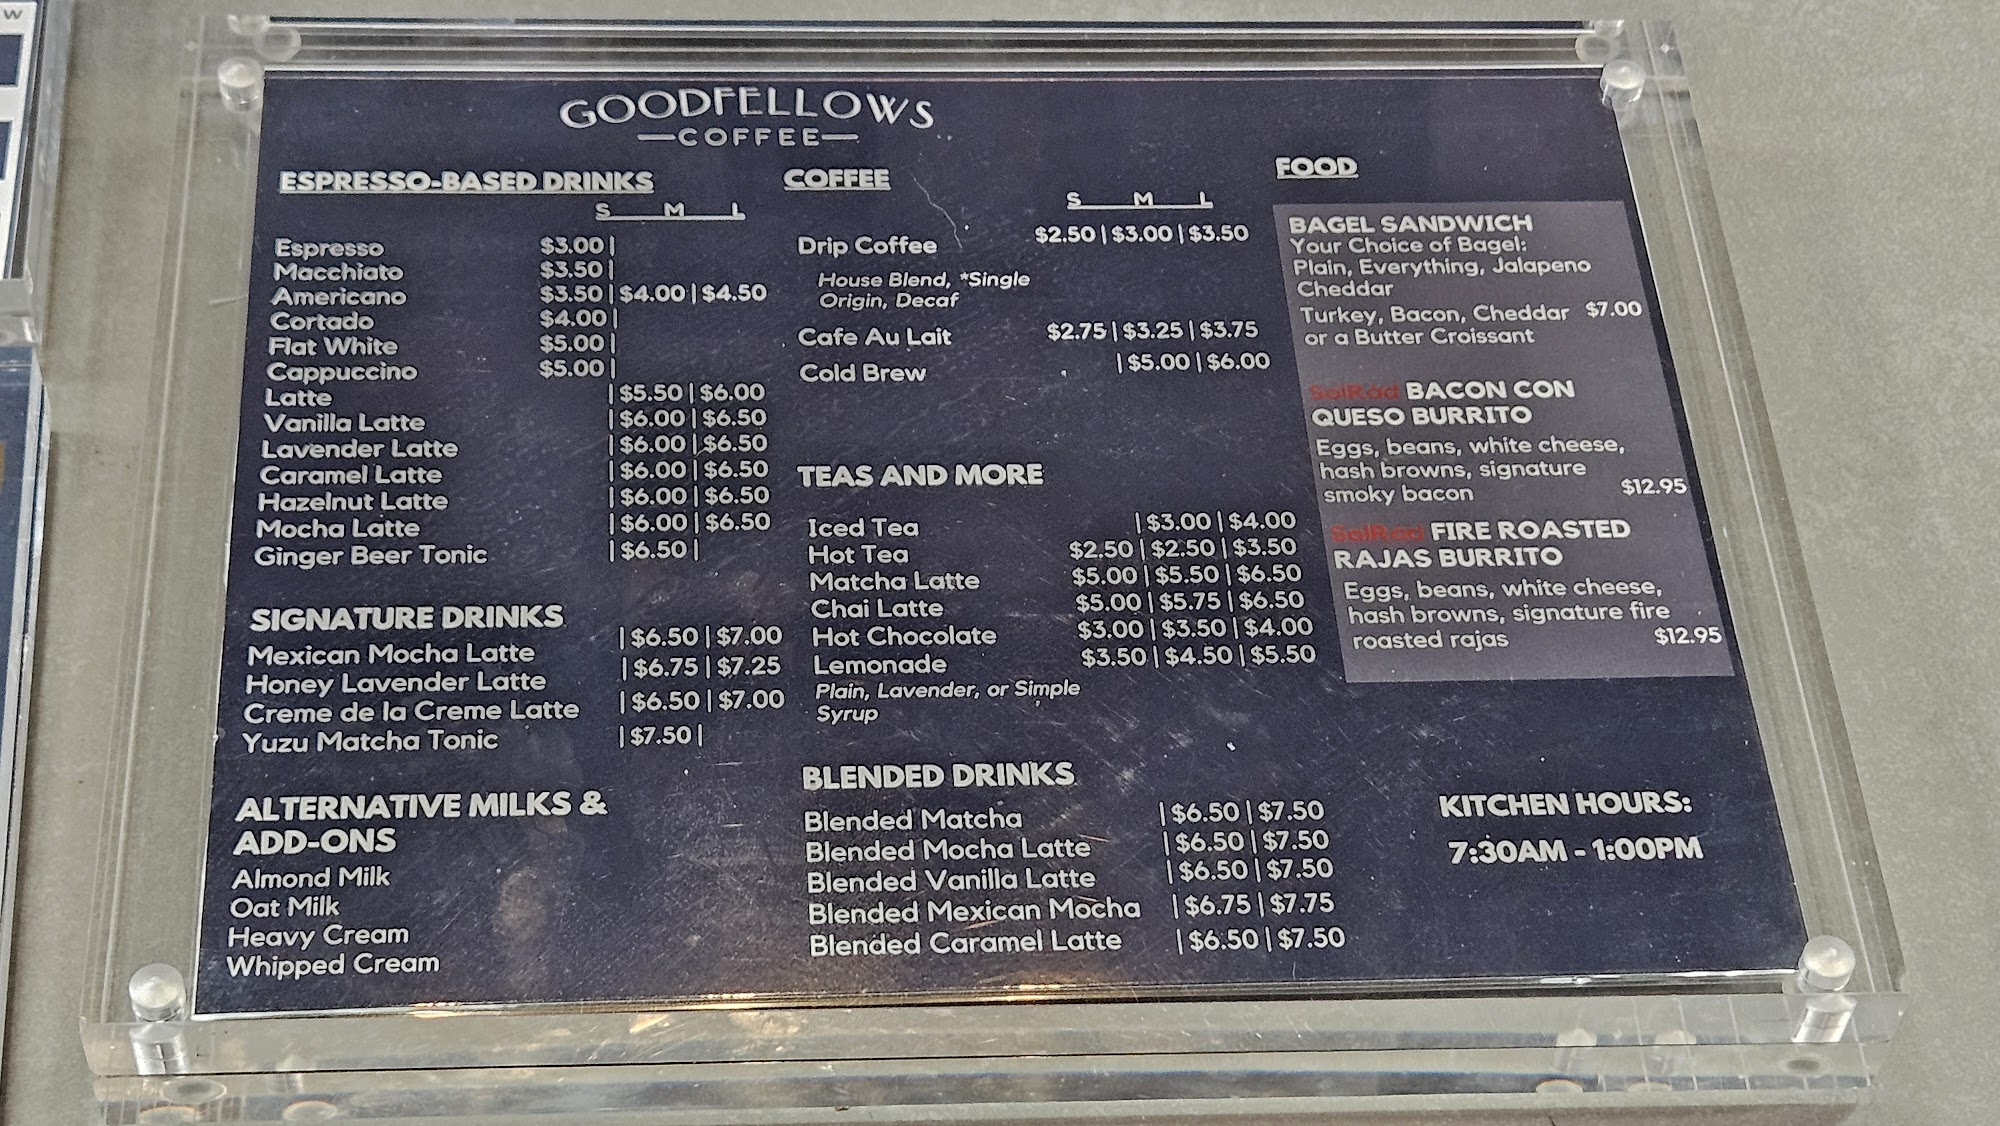 W
GOODFELLOWS
COFFEE
ESPRESSO-BASED DRINKS
S M L
Espresso $3.00 |
Macchiato $3.50 |
Americano $3.50 | $4.00 | $4.50
Cortado $4.00 |
Flat White $5.00 |
Cappuccino $5.00 |
Latte | $5.50 | $6.00
Vanilla Latte | $6.00 | $6.50
Lavender Latte | $6.00 | $6.50
Caramel Latte | $6.00 | $6.50
Hazelnut Latte | $6.00 | $6.50
Mocha Latte | $6.00 | $6.50
Ginger Beer Tonic | $6.50 |
SIGNATURE DRINKS
Mexican Mocha Latte | $6.50 | $7.00
Honey Lavender Latte | $6.75 | $7.25
Creme de la Creme Latte | $6.50 | $7.00
Yuzu Matcha Tonic | $7.50 |
ALTERNATIVE MILKS &
ADD-ONS
Almond Milk
Oat Milk
Heavy Cream
Whipped Cream
COFFEE
S M L
Drip Coffee $2.50 | $3.00 | $3.50
House Blend, *Single
Origin, Decaf
Cafe Au Lait $2.75 | $3.25 | $3.75
Cold Brew | $5.00 | $6.00
TEAS AND MORE
Iced Tea | $3.00 | $4.00
Hot Tea $2.50 | $2.50 | $3.50
Matcha Latte $5.00 | $5.50 | $6.50
Chai Latte $5.00 | $5.75 | $6.50
Hot Chocolate $3.00 | $3.50 | $4.00
Lemonade $3.50 | $4.50 | $5.50
Plain, Lavender, or Simple
Syrup
BLENDED DRINKS
Blended Matcha | $6.50 | $7.50
Blended Mocha Latte | $6.50 | $7.50
Blended Vanilla Latte | $6.50 | $7.50
Blended Mexican Mocha | $6.75 | $7.75
Blended Caramel Latte | $6.50 | $7.50
FOOD
BAGEL SANDWICH
Your Choice of Bagel:
Plain, Everything, Jalapeno
Cheddar
Turkey, Bacon, Cheddar $7.00
or a Butter Croissant
SolRad BACON CON
QUESO BURRITO
Eggs, beans, white cheese,
hash browns, signature
smoky bacon $12.95
SolRad FIRE ROASTED
RAJAS BURRITO
Eggs, beans, white cheese,
hash browns, signature fire
roasted rajas $12.95
KITCHEN HOURS:
7:30AM - 1:00PM